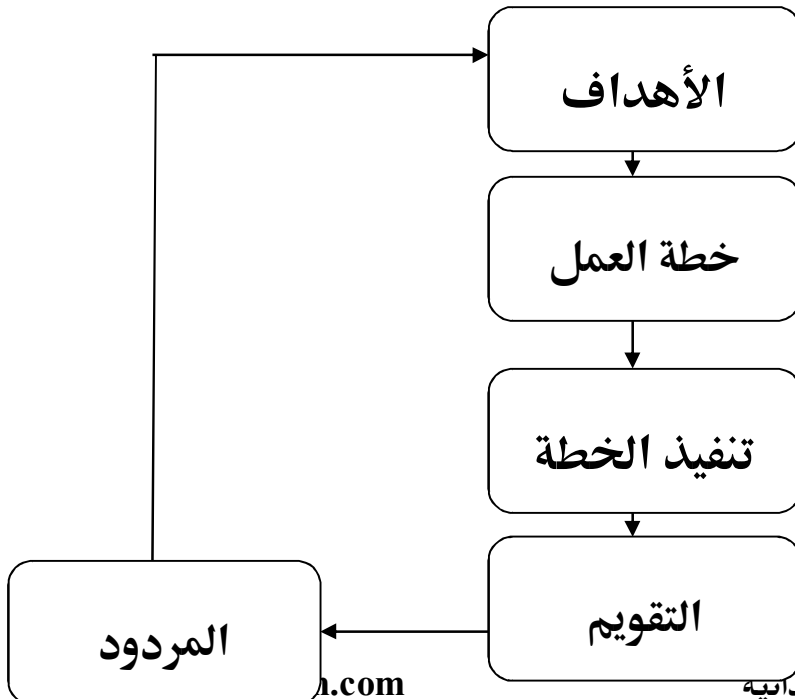 الأهداف
خطة العمل
تنفيذ الخطة
التقويم
المردود
.com